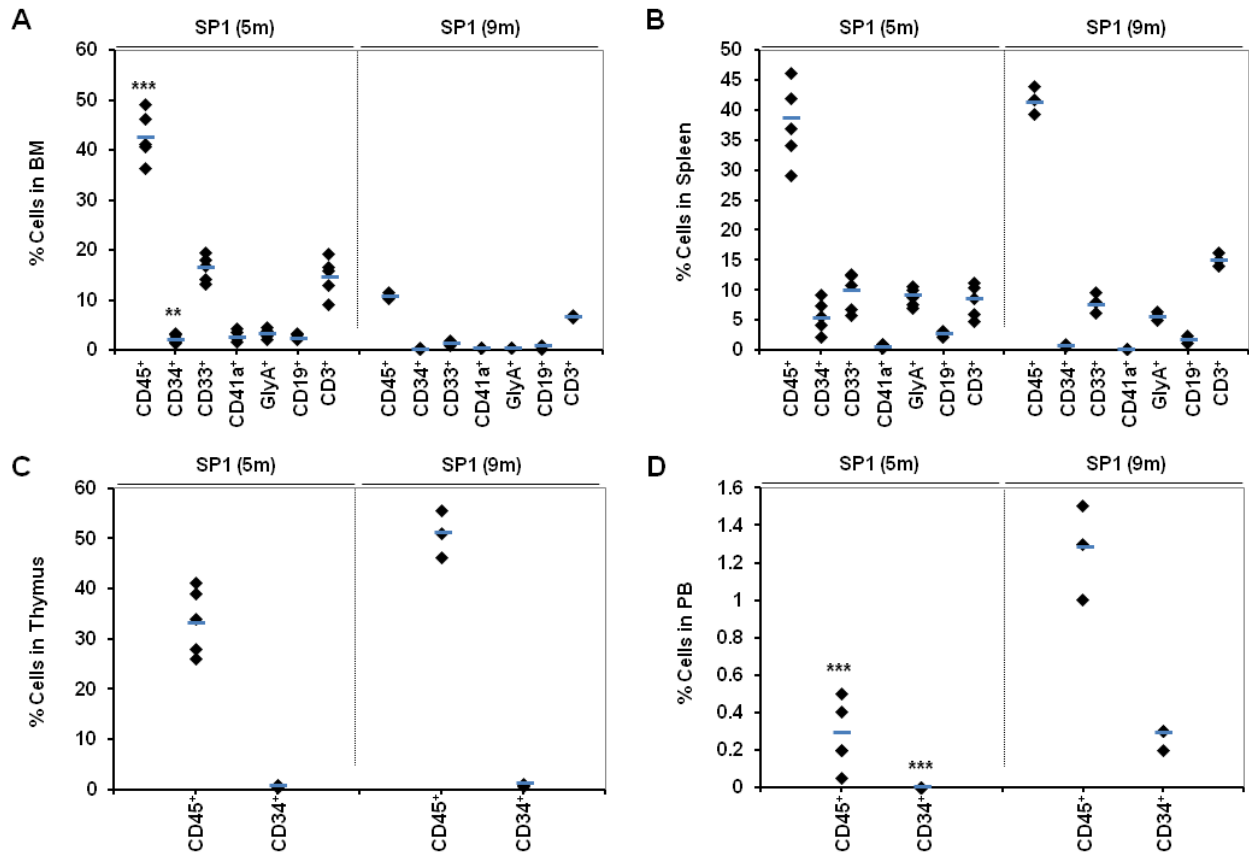 A
SP1 (5m)
SP1 (9m)
% Cells in BM
60
50
40
30
20
10
0
***
**
CD45⁺
CD34⁺
CD33⁺
CD41a⁺
GlyA⁺
CD19⁺
CD3⁺
CD45⁺
CD34⁺
CD33⁺
CD41a⁺
GlyA⁺
CD19⁺
CD3⁺
B
SP1 (5m)
SP1 (9m)
% Cells in Spleen
50
45
40
35
30
25
20
15
10
5
0
CD45⁺
CD34⁺
CD33⁺
CD41a⁺
GlyA⁺
CD19⁺
CD3⁺
CD45⁺
CD34⁺
CD33⁺
CD41a⁺
GlyA⁺
CD19⁺
CD3⁺
C
SP1 (5m)
SP1 (9m)
% Cells in Thymus
60
50
40
30
20
10
0
CD45⁺
CD34⁺
CD45⁺
CD34⁺
D
SP1 (5m)
SP1 (9m)
% Cells in PB
1.6
1.4
1.2
1
0.8
0.6
0.4
0.2
0
***
***
CD45⁺
CD34⁺
CD45⁺
CD34⁺